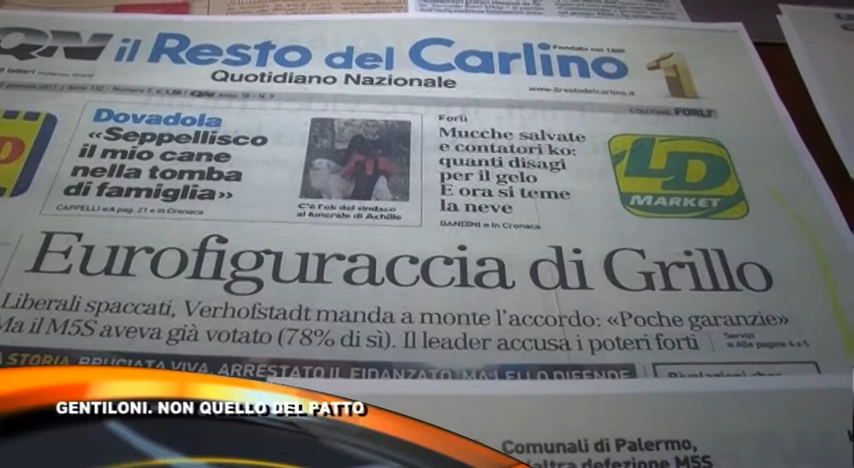 QN il Resto del Carlino
Fondato nel 1885
Quotidiano Nazionale
www.ilrestodelcarlino.it
1
FORLÌ
Dovadola
«Seppellisco
il mio cane
nella tomba
di famiglia»
CAPPELLI ■ A pag. 21 e in Cronaca
C'è l'ok del sindaco
al funerale di Achille
Forlì
Mucche salvate
e contatori ko:
quanti disagi
per il gelo
E ora si teme
la neve
BANDINI ■ In Cronaca
LD
MARKET
Eurofiguraccia di Grillo
Liberali spaccati, Verhofstadt manda a monte l'accordo: «Poche garanzie»
Ma il M5S aveva già votato (78% di sì). Il leader accusa i poteri forti
Servizi
■ Alle pagine 4 e 5
A STORIA BRUCIATA VIVA, ARRESTATO IL FIDANZATO. MA LEI LO DIFENDE
GENTILONI. NON QUELLO DEL PATTO
Comunali di Palermo,
altra defezione M5S